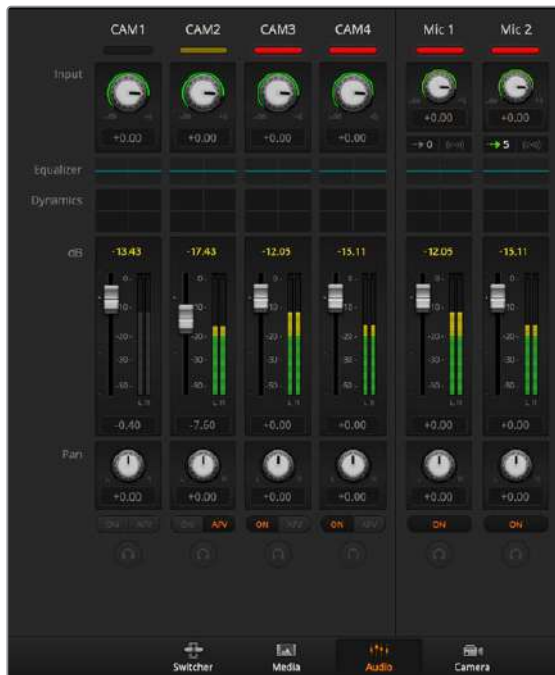 CAM1 CAM2 CAM3 CAM4 Mic 1 Mic 2
Input
+0.00 +0.00 +0.00 +0.00 +0.00 +0.00
0 5
Equalizer
Dynamics
dB -13.43 -17.43 -12.05 -15.11 -12.05 -15.11
-0.40 -7.60 +0.00 +0.00 +0.00 +0.00
Pan
+0.00 +0.00 +0.00 +0.00 +0.00 +0.00
ON A/V ON A/V ON A/V ON A/V ON ON
Switcher Media Audio Camera